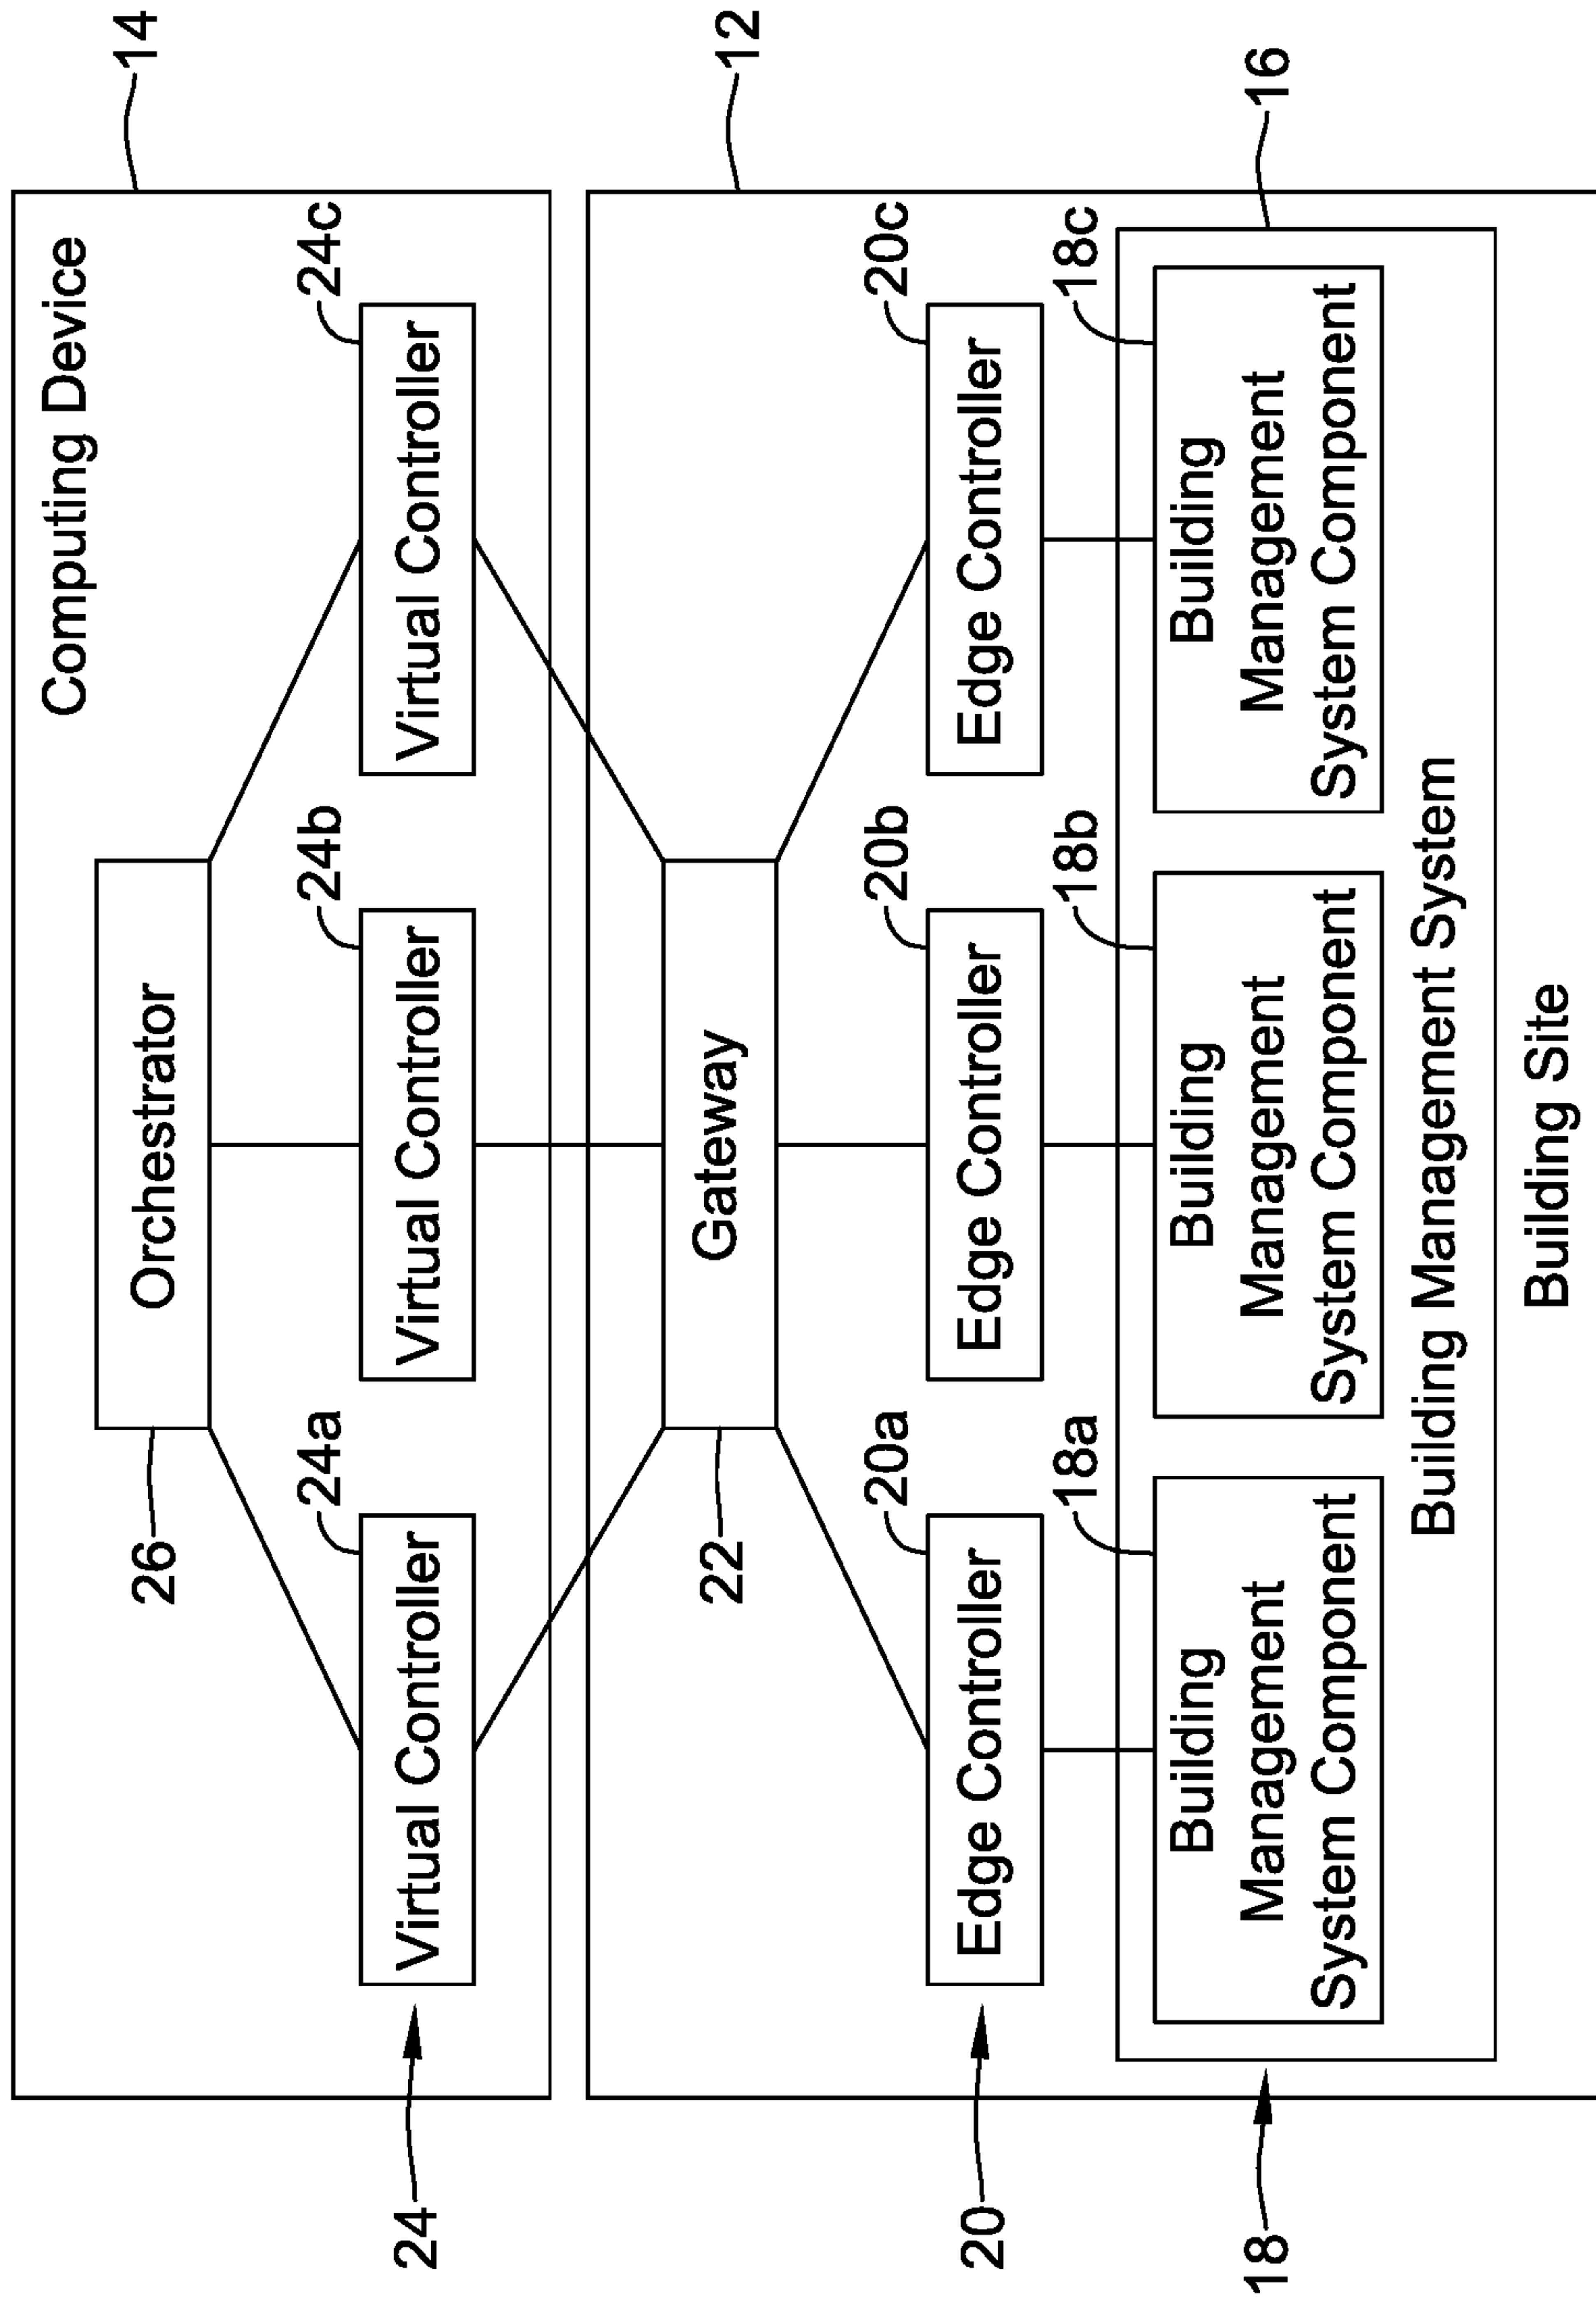 14
Computing Device
Orchestrator
26
24a
24b
24c
Virtual Controller
Virtual Controller
Virtual Controller
24
12
Gateway
22
20a
20b
20c
Edge Controller
Edge Controller
Edge Controller
20
18a
18b
18c
16
Building
Management
System Component
Building
Management
System Component
Building
Management
System Component
18
Building Management System
Building Site